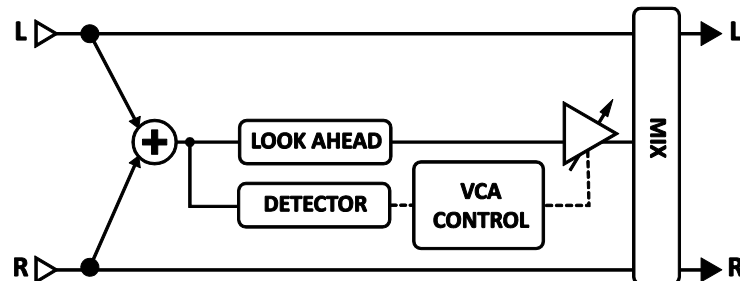 L
L
LOOK AHEAD
MIX
DETECTOR
VCA
CONTROL
R
R